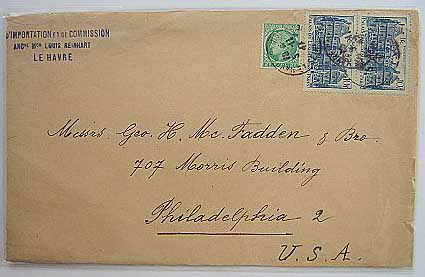 D'IMPORTATION ET DE COMMISSION
ANCNE MSON LOUIS REINHART
LE HAVRE
Messrs. Geo. H. Mc. Fadden & Bro.
707 Morris Building
Philadelphia 2
U. S. A.